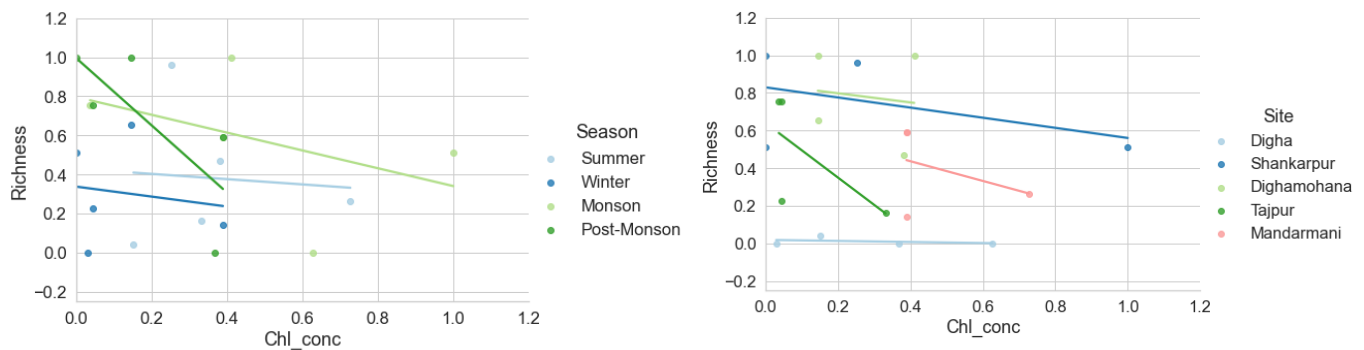 1.2
1.0
0.8
0.6
0.4
0.2
0.0
−0.2
Richness
0.0 0.2 0.4 0.6 0.8 1.0 1.2
Chl_conc
Season
Summer
Winter
Monson
Post-Monson
1.2
1.0
0.8
0.6
0.4
0.2
0.0
−0.2
Richness
0.0 0.2 0.4 0.6 0.8 1.0 1.2
Chl_conc
Site
Digha
Shankarpur
Dighamohana
Tajpur
Mandarmani